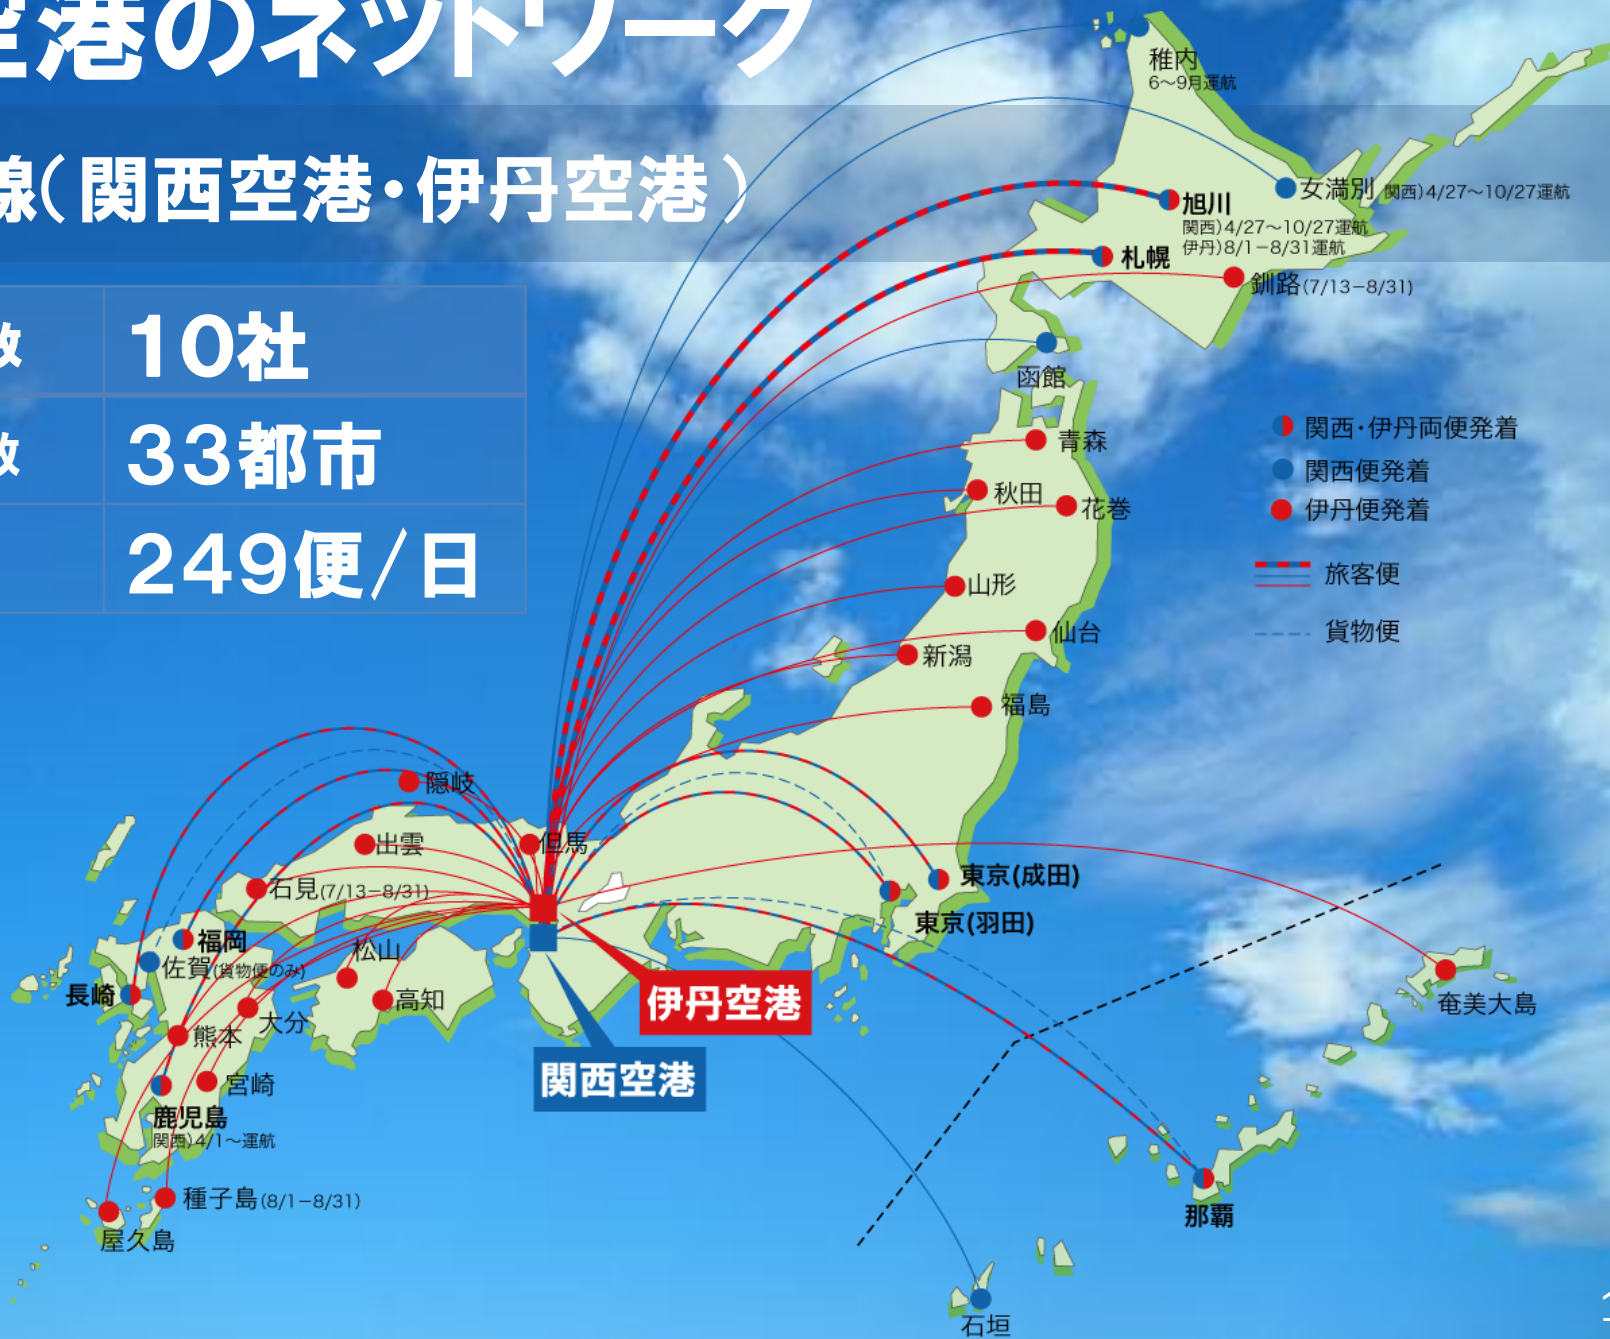 空港のネットワーク
線(関西空港・伊丹空港)
数 10社
数 33都市
249便/日
稚内
6〜9月運航
女満別 関西)4/27〜10/27運航
旭川
関西)4/27〜10/27運航
伊丹)8/1−8/31運航
札幌
釧路(7/13−8/31)
函館
青森
秋田
花巻
山形
仙台
新潟
福島
関西・伊丹両便発着
関西便発着
伊丹便発着
旅客便
貨物便
隠岐
出雲
但馬
石見(7/13−8/31)
東京(成田)
東京(羽田)
福岡
佐賀(貨物便のみ)
松山
長崎
高知
大分
熊本
伊丹空港
関西空港
奄美大島
宮崎
鹿児島
関西)4/1〜運航
種子島(8/1−8/31)
屋久島
那覇
石垣